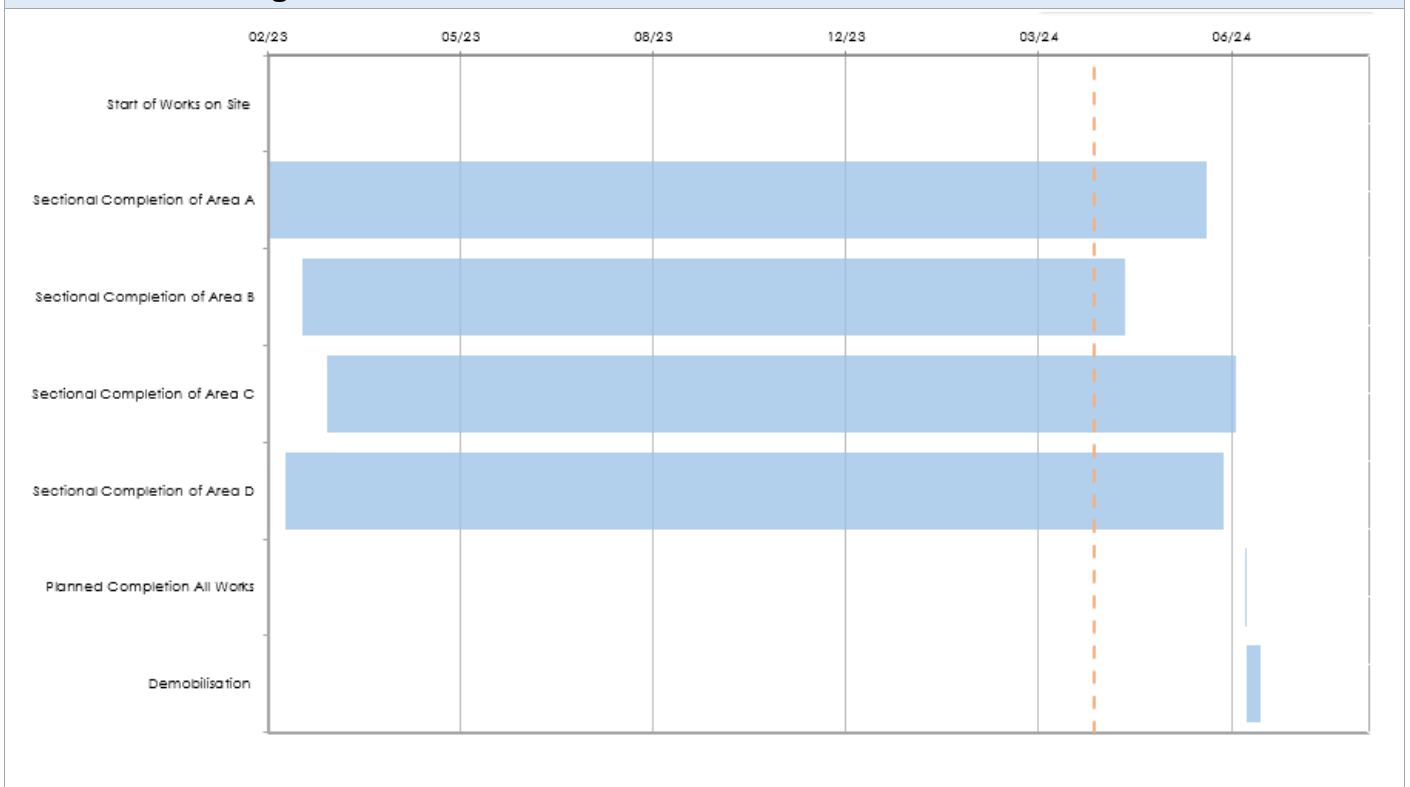 02/23 05/23 08/23 12/23 03/24 06/24
Start of Works on Site
Sectional Completion of Area A
Sectional Completion of Area B
Sectional Completion of Area C
Sectional Completion of Area D
Planned Completion All Works
Demobilisation